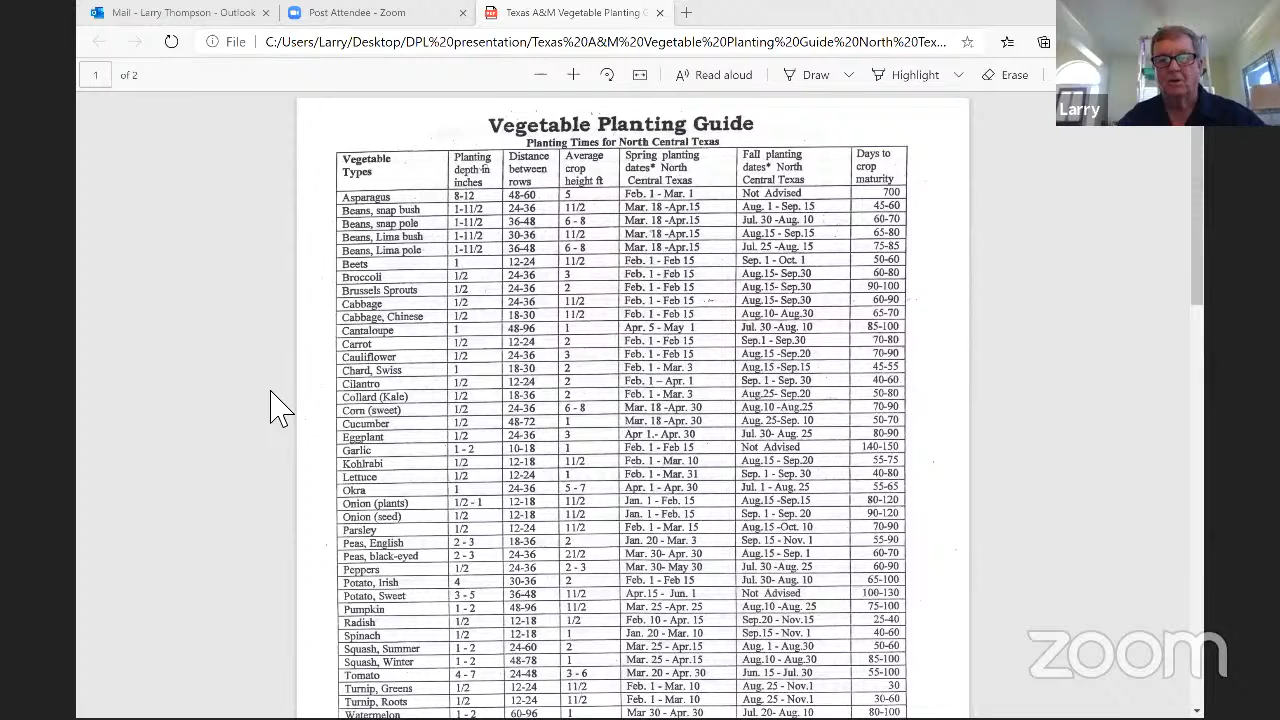 Mail - Larry Thompson - Outlook
Post Attendee - Zoom
Texas A&M Vegetable Planting G
File
C:/Users/Larry/Desktop/DPL%20presentation/Texas%20A&M%20Vegetable%20Planting%20Guide%20North%20Tex...
1 of 2
Read aloud
Draw
Highlight
Erase
Larry
Vegetable Planting Guide
Planting Times for North Central Texas
Vegetable Types Planting depth-in inches Distance between rows Average crop height ft Spring planting dates* North Central Texas Fall planting dates* North Central Texas Days to crop maturity
Asparagus 8-12 48-60 5 Feb. 1 - Mar. 1 Not Advised 700
Beans, snap bush 1-11/2 24-36 11/2 Mar. 18 -Apr.15 Aug. 1 - Sep. 15 45-60
Beans, snap pole 1-11/2 36-48 6 - 8 Mar. 18 -Apr.15 Jul. 30 -Aug. 10 60-70
Beans, Lima bush 1-11/2 30-36 11/2 Mar. 18 -Apr.15 Aug.15 - Sep.15 65-80
Beans, Lima pole 1-11/2 36-48 6 - 8 Mar. 18 -Apr.15 Jul. 25 -Aug. 15 75-85
Beets 1 12-24 11/2 Feb. 1 - Feb 15 Sep. 1 - Oct. 1 50-60
Broccoli 1/2 24-36 3 Feb. 1 - Feb 15 Aug.15- Sep.30 60-80
Brussels Sprouts 1/2 24-36 2 Feb. 1 - Feb 15 Aug.15- Sep.30 90-100
Cabbage 1/2 24-36 11/2 Feb. 1 - Feb 15 Aug.15- Sep.30 60-90
Cabbage, Chinese 1/2 18-30 11/2 Feb. 1 - Feb 15 Aug.10- Aug.30 65-70
Cantaloupe 1 48-96 1 Apr. 5 - May 1 Jul. 30 -Aug. 10 85-100
Carrot 1/2 12-24 2 Feb. 1 - Feb 15 Sep.1 - Sep.30 70-80
Cauliflower 1/2 24-36 3 Feb. 1 - Feb 15 Aug.15 -Sep.20 70-90
Chard, Swiss 1 18-30 2 Feb. 1 - Mar. 3 Aug.15 -Sep.15 45-55
Cilantro 1/2 12-24 2 Feb. 1 – Apr. 1 Sep. 1 - Sep. 30 40-60
Collard (Kale) 1/2 18-36 2 Feb. 1 - Mar. 3 Aug.25- Sep.20 50-80
Corn (sweet) 1/2 24-36 6 - 8 Mar. 18 -Apr. 30 Aug.10 -Aug.25 70-90
Cucumber 1/2 48-72 1 Mar. 18 -Apr. 30 Aug. 25-Sep. 10 50-70
Eggplant 1/2 24-36 3 Apr 1.- Apr. 30 Jul. 30- Aug. 25 80-90
Garlic 1 - 2 10-18 1 Feb. 1 - Feb 15 Not Advised 140-150
Kohlrabi 1/2 12-18 11/2 Feb. 1 - Mar. 10 Aug.15 - Sep.20 55-75
Lettuce 1/2 12-24 1 Feb. 1 - Mar. 31 Sep. 1 - Sep. 30 40-80
Okra 1 24-36 5 - 7 Apr. 1 - Apr. 30 Jul. 1 - Aug. 25 55-65
Onion (plants) 1/2 - 1 12-18 11/2 Jan. 1 - Feb. 15 Aug.15 -Sep.15 80-120
Onion (seed) 1/2 12-18 11/2 Jan. 1 - Feb. 15 Sep. 1 - Sep. 20 90-120
Parsley 1/2 12-24 11/2 Feb. 1 - Mar. 15 Aug.15 -Oct. 10 70-90
Peas, English 2 - 3 18-36 2 Jan. 20 - Mar. 3 Sep. 15 - Nov. 1 55-90
Peas, black-eyed 2 - 3 24-36 21/2 Mar. 30- Apr. 30 Aug.15 - Sep. 1 60-70
Peppers 1/2 24-36 2 - 3 Mar. 30- May 30 Jul. 30 - Aug. 25 60-90
Potato, Irish 4 30-36 2 Feb. 1 - Feb 15 Jul. 30- Aug. 10 65-100
Potato, Sweet 3 - 5 36-48 11/2 Apr.15 - Jun. 1 Not Advised 100-130
Pumpkin 1 - 2 48-96 11/2 Mar. 25 -Apr. 25 Aug.10 -Aug. 25 75-100
Radish 1/2 12-18 1/2 Feb. 10 - Apr. 15 Sep.20 - Nov.15 25-40
Spinach 1/2 12-18 1 Jan. 20 - Mar. 10 Sep.15 - Nov. 1 40-60
Squash, Summer 1 - 2 24-60 2 Mar. 25 - Apr.15 Aug. 1 - Aug.30 50-60
Squash, Winter 1 - 2 48-78 1 Mar. 25 - Apr.15 Aug.10 - Aug.30 85-100
Tomato 4 - 7 24-48 3 - 6 Mar. 20 - Apr.30 Jun. 15 - Jul. 30 55-100
Turnip, Greens 1/2 12-24 11/2 Feb. 1 - Mar. 10 Aug. 25 - Nov.1 30
Turnip, Roots 1/2 12-24 11/2 Feb. 1 - Mar. 10 Aug. 25 - Nov.1 30-60
Watermelon 1 - 2 60-96 1 Mar 30 - Apr. 30 Jul. 20- Aug. 10 80-100
zoom